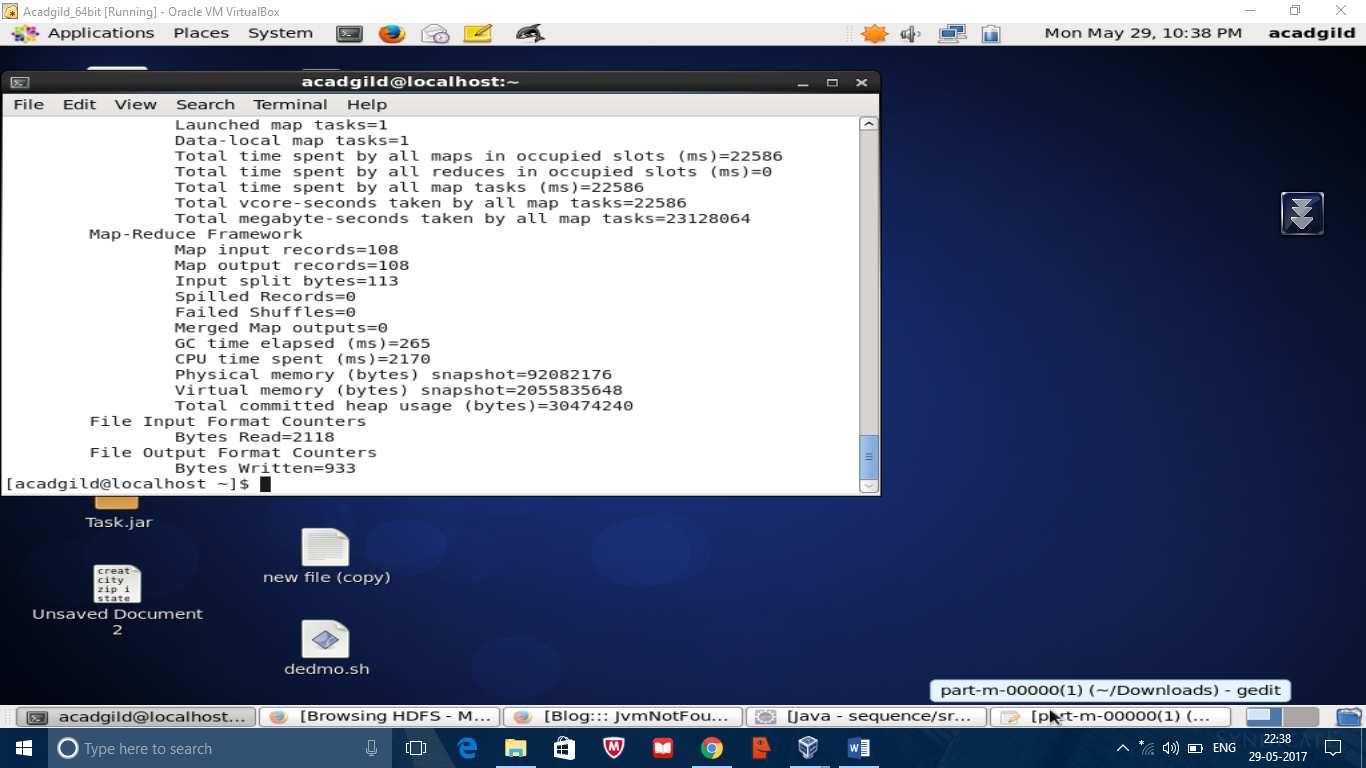 Acadgild_64bit [Running] - Oracle VM VirtualBox
Applications Places System
Mon May 29, 10:38 PM acadgild
acadgild@localhost:~
File Edit View Search Terminal Help
Launched map tasks=1
Data-local map tasks=1
Total time spent by all maps in occupied slots (ms)=22586
Total time spent by all reduces in occupied slots (ms)=0
Total time spent by all map tasks (ms)=22586
Total vcore-seconds taken by all map tasks=22586
Total megabyte-seconds taken by all map tasks=23128064
Map-Reduce Framework
Map input records=108
Map output records=108
Input split bytes=113
Spilled Records=0
Failed Shuffles=0
Merged Map outputs=0
GC time elapsed (ms)=265
CPU time spent (ms)=2170
Physical memory (bytes) snapshot=92082176
Virtual memory (bytes) snapshot=2055835648
Total committed heap usage (bytes)=30474240
File Input Format Counters
Bytes Read=2118
File Output Format Counters
Bytes Written=933
[acadgild@localhost ~]$
Task.jar
new file (copy)
creat
city
zip i
state
Unsaved Document
2
dedmo.sh
part-m-00000(1) (~/Downloads) - gedit
acadgild@localhost...
[Browsing HDFS - M...
[Blog::: JvmNotFou...
[Java - sequence/sr...
[part-m-00000(1) (...
Type here to search
ENG
22:38
29-05-2017